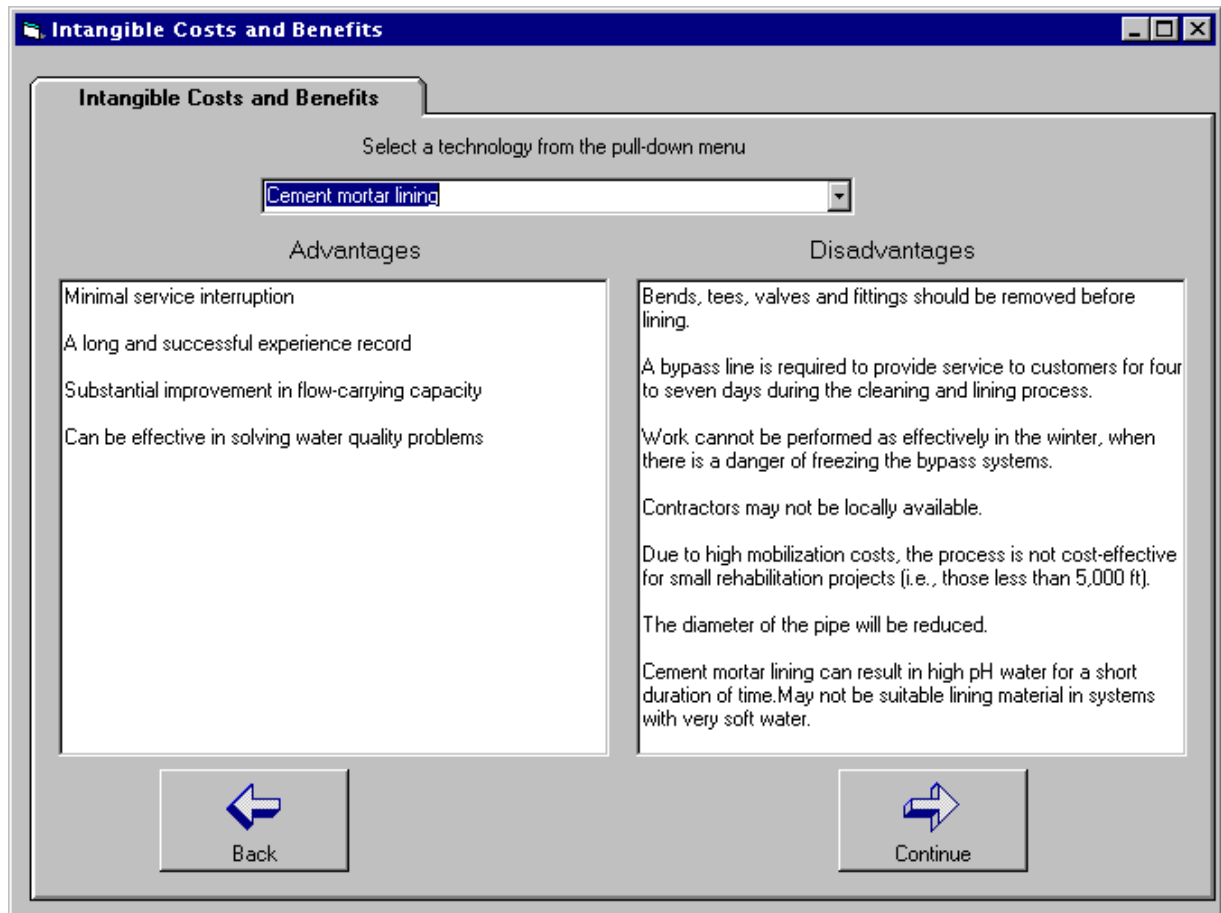 Intangible Costs and Benefits
Intangible Costs and Benefits
Select a technology from the pull-down menu
Cement mortar lining
Advantages
Minimal service interruption
A long and successful experience record
Substantial improvement in flow-carrying capacity
Can be effective in solving water quality problems
Disadvantages
Bends, tees, valves and fittings should be removed before
lining.
A bypass line is required to provide service to customers for four
to seven days during the cleaning and lining process.
Work cannot be performed as effectively in the winter, when
there is a danger of freezing the bypass systems.
Contractors may not be locally available.
Due to high mobilization costs, the process is not cost-effective
for small rehabilitation projects (i.e., those less than 5,000 ft).
The diameter of the pipe will be reduced.
Cement mortar lining can result in high pH water for a short
duration of time.May not be suitable lining material in systems
with very soft water.
Back
Continue